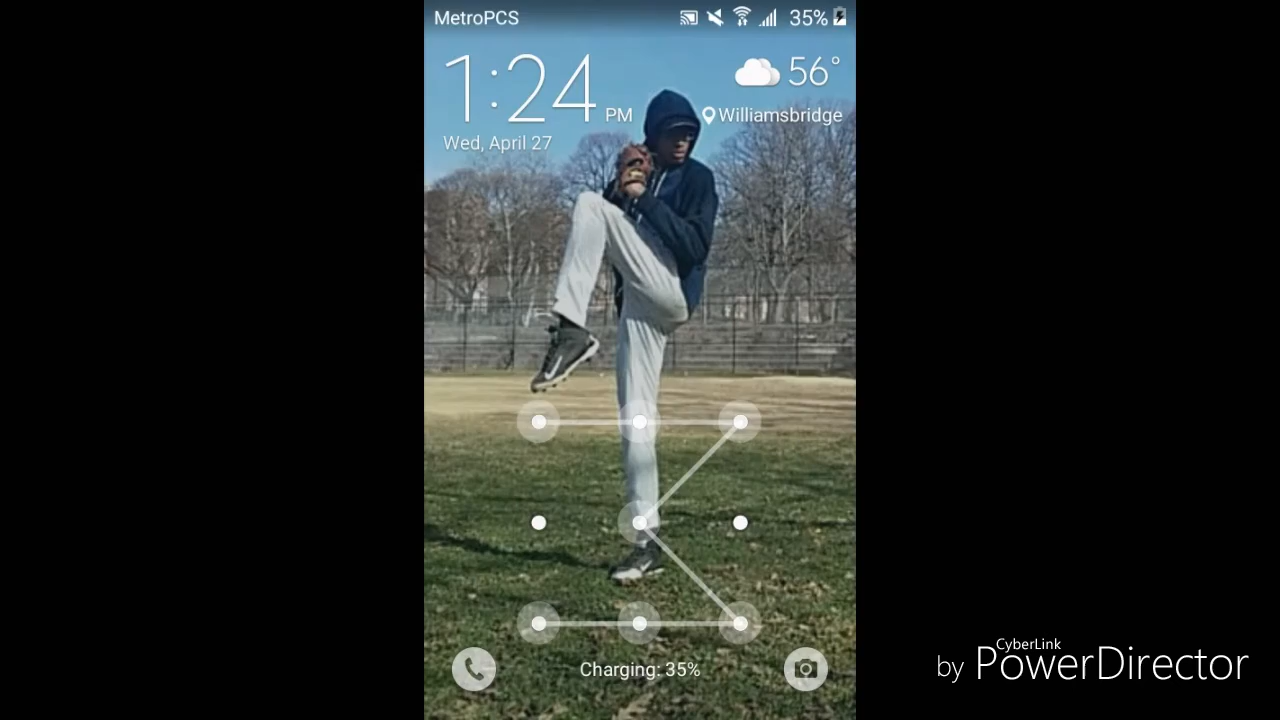 MetroPCS 35%
1:24 PM
56°
Williamsbridge
Wed, April 27
Charging: 35%
by CyberLink PowerDirector